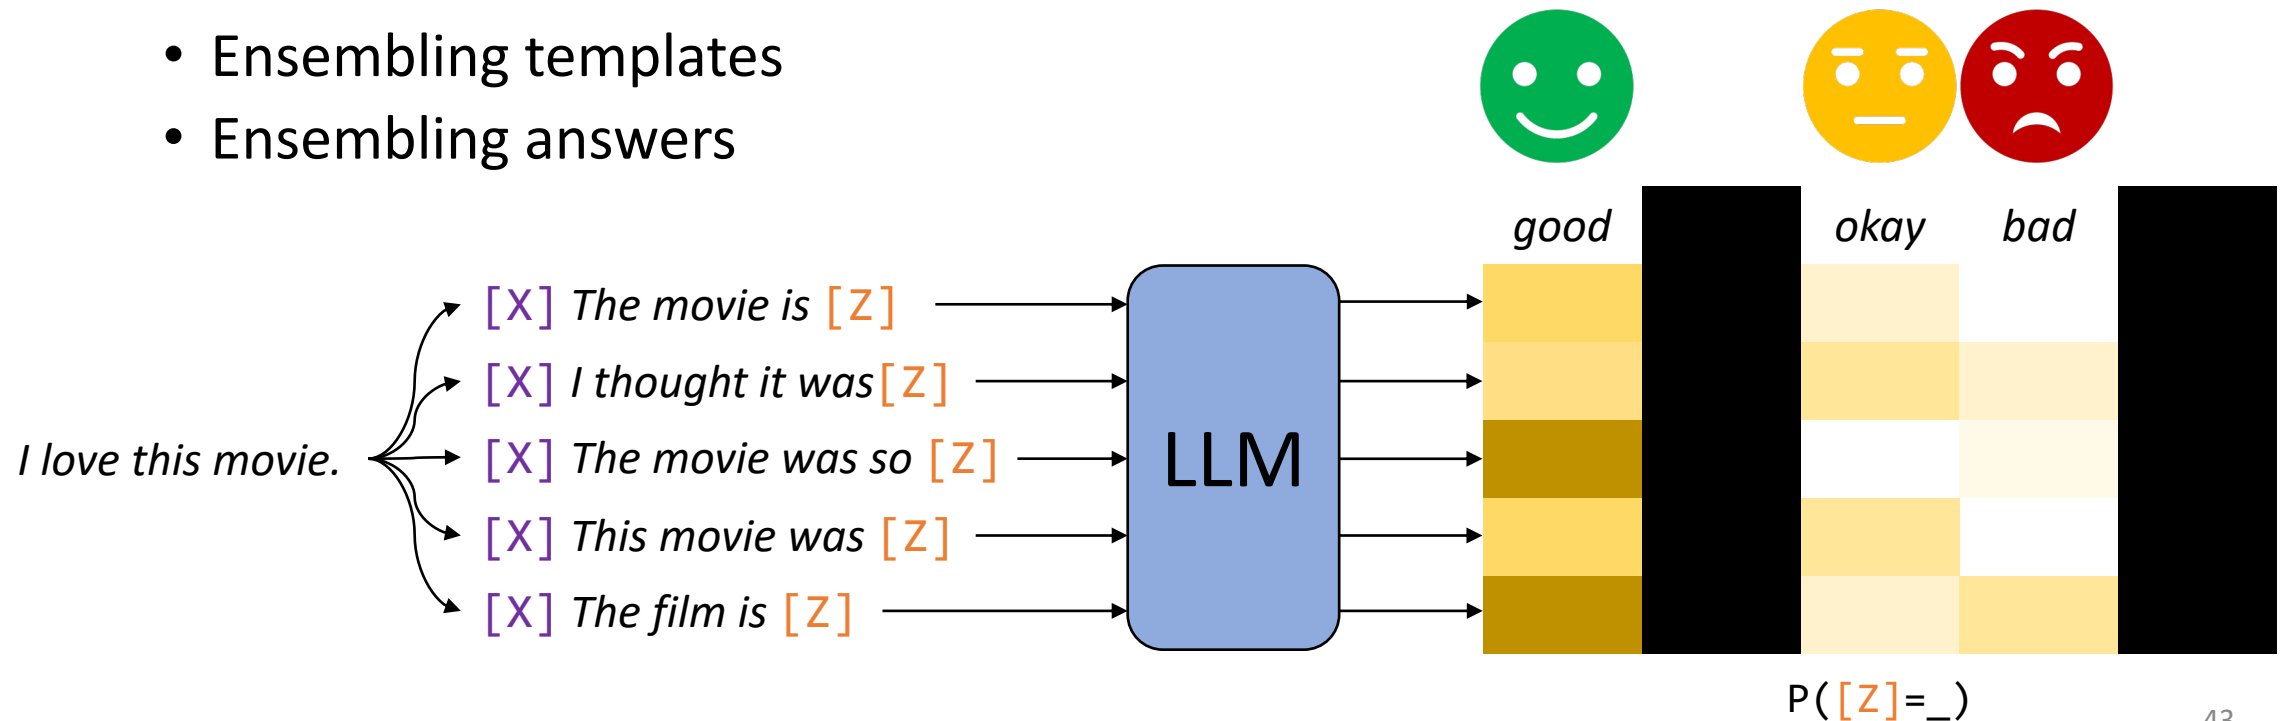 • Ensembling templates
• Ensembling answers
good okay bad
[X] The movie is [Z]
[X] I thought it was[Z]
I love this movie.
[X] The movie was so [Z]
LLM
[X] This movie was [Z]
[X] The film is [Z]
P([Z]=_)
43